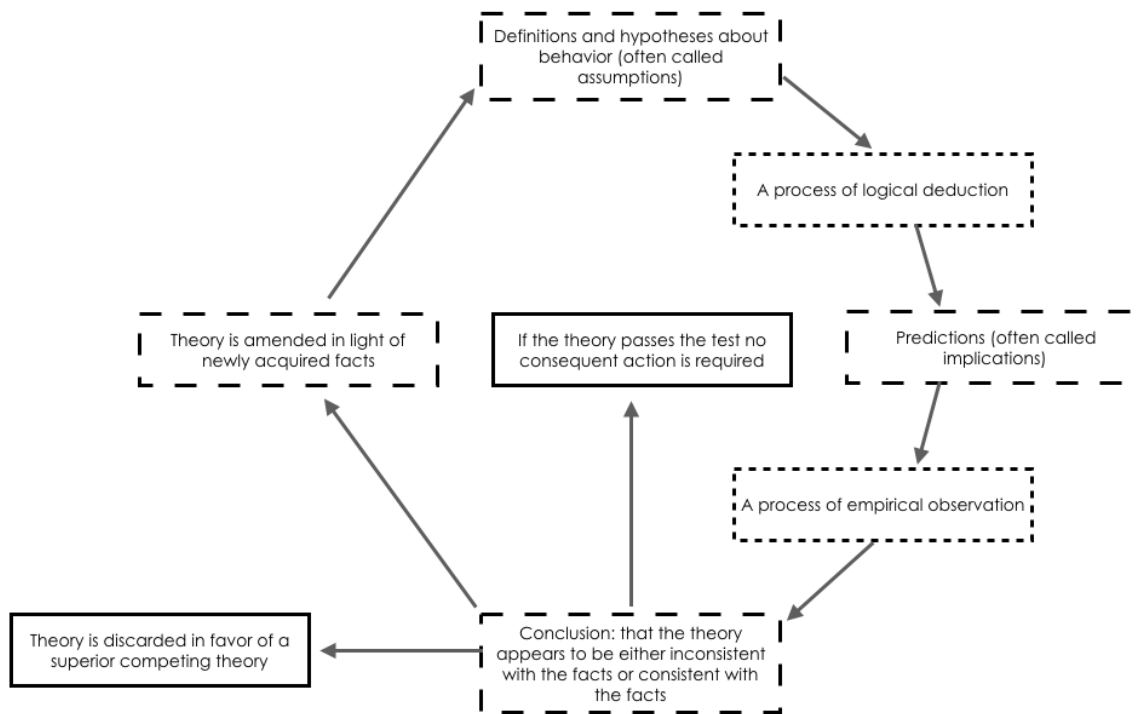 Definitions and hypotheses about
behavior (often called
assumptions)
A process of logical deduction
Theory is amended in light of
newly acquired facts
If the theory passes the test no
consequent action is required
Predictions (often called
implications)
A process of empirical observation
Theory is discarded in favor of a
superior competing theory
Conclusion: that the theory
appears to be either inconsistent
with the facts or consistent with
the facts